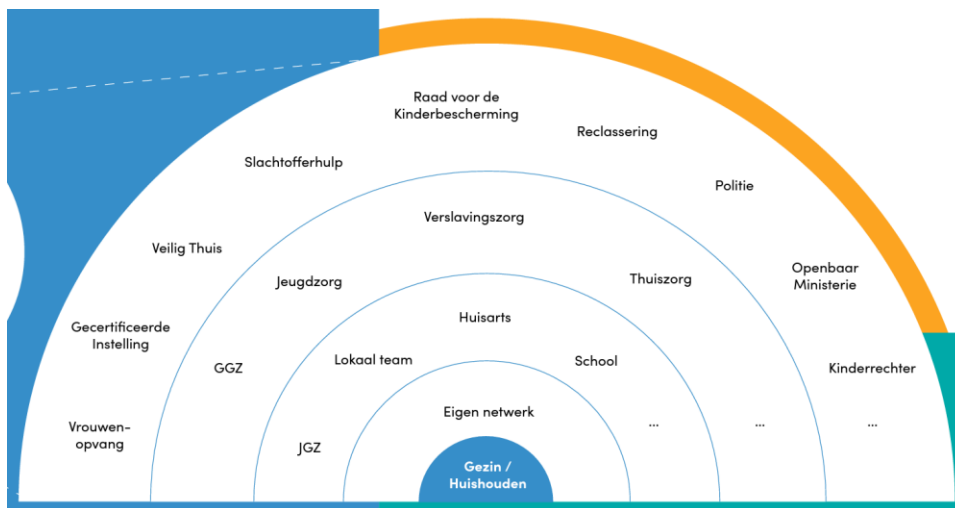 Raad voor de
Kinderbescherming
Reclassering
Slachtofferhulp
Politie
Verslavingszorg
Veilig Thuis
Jeugdzorg
Thuiszorg
Openbaar
Ministerie
Gecertificeerde
Instelling
Huisarts
Lokaal team
School
GGZ
Kinderrechter
Eigen netwerk
Vrouwen-
opvang
JGZ
...
...
...
Gezin /
Huishouden